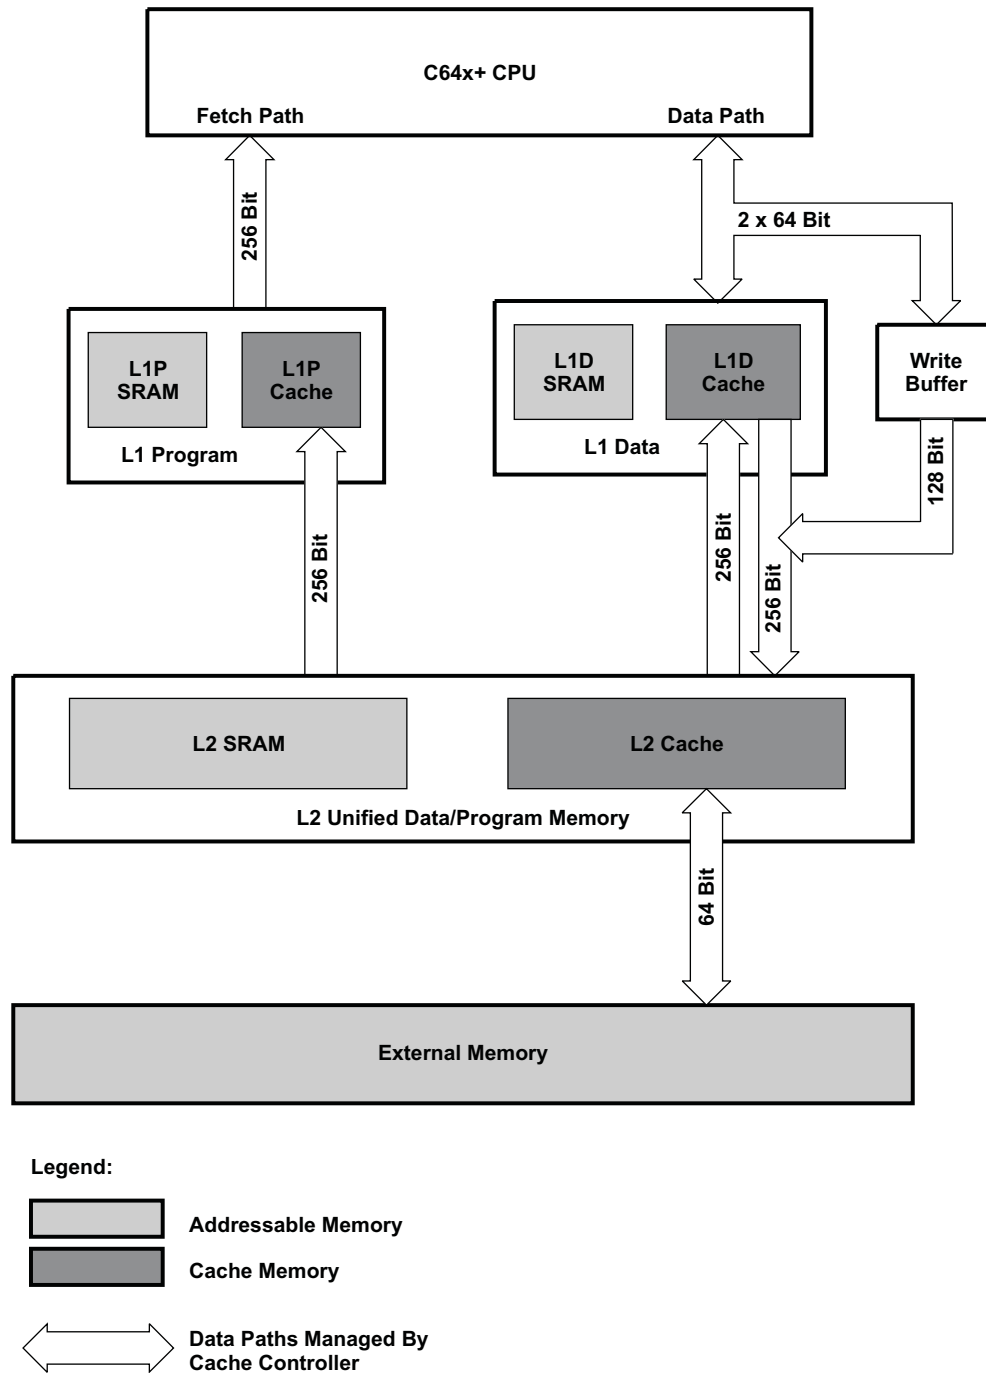 C64x+ CPU
Fetch Path
Data Path
256 Bit
2 x 64 Bit
L1P
SRAM
L1P
Cache
L1 Program
L1D
SRAM
L1D
Cache
L1 Data
Write
Buffer
128 Bit
256 Bit
256 Bit
256 Bit
L2 SRAM
L2 Cache
L2 Unified Data/Program Memory
64 Bit
External Memory
Legend:
Addressable Memory
Cache Memory
Data Paths Managed By
Cache Controller